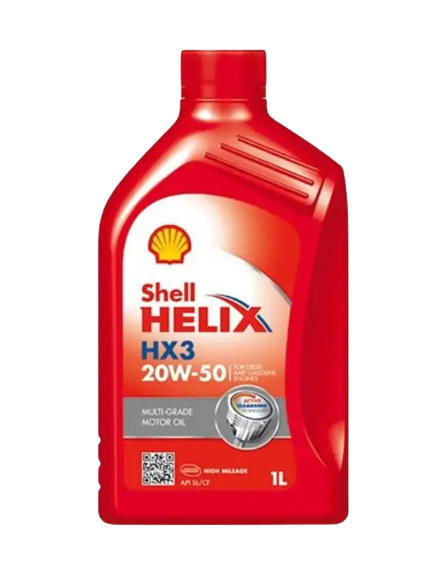 Shell
HELIX
HX3
20W-50
FOR DIESEL
AND GASOLINE
ENGINES
MULTI-GRADE
MOTOR OIL
ACTIVE
CLEANSING
TECHNOLOGY
HIGH MILEAGE
API SL/CF
1L